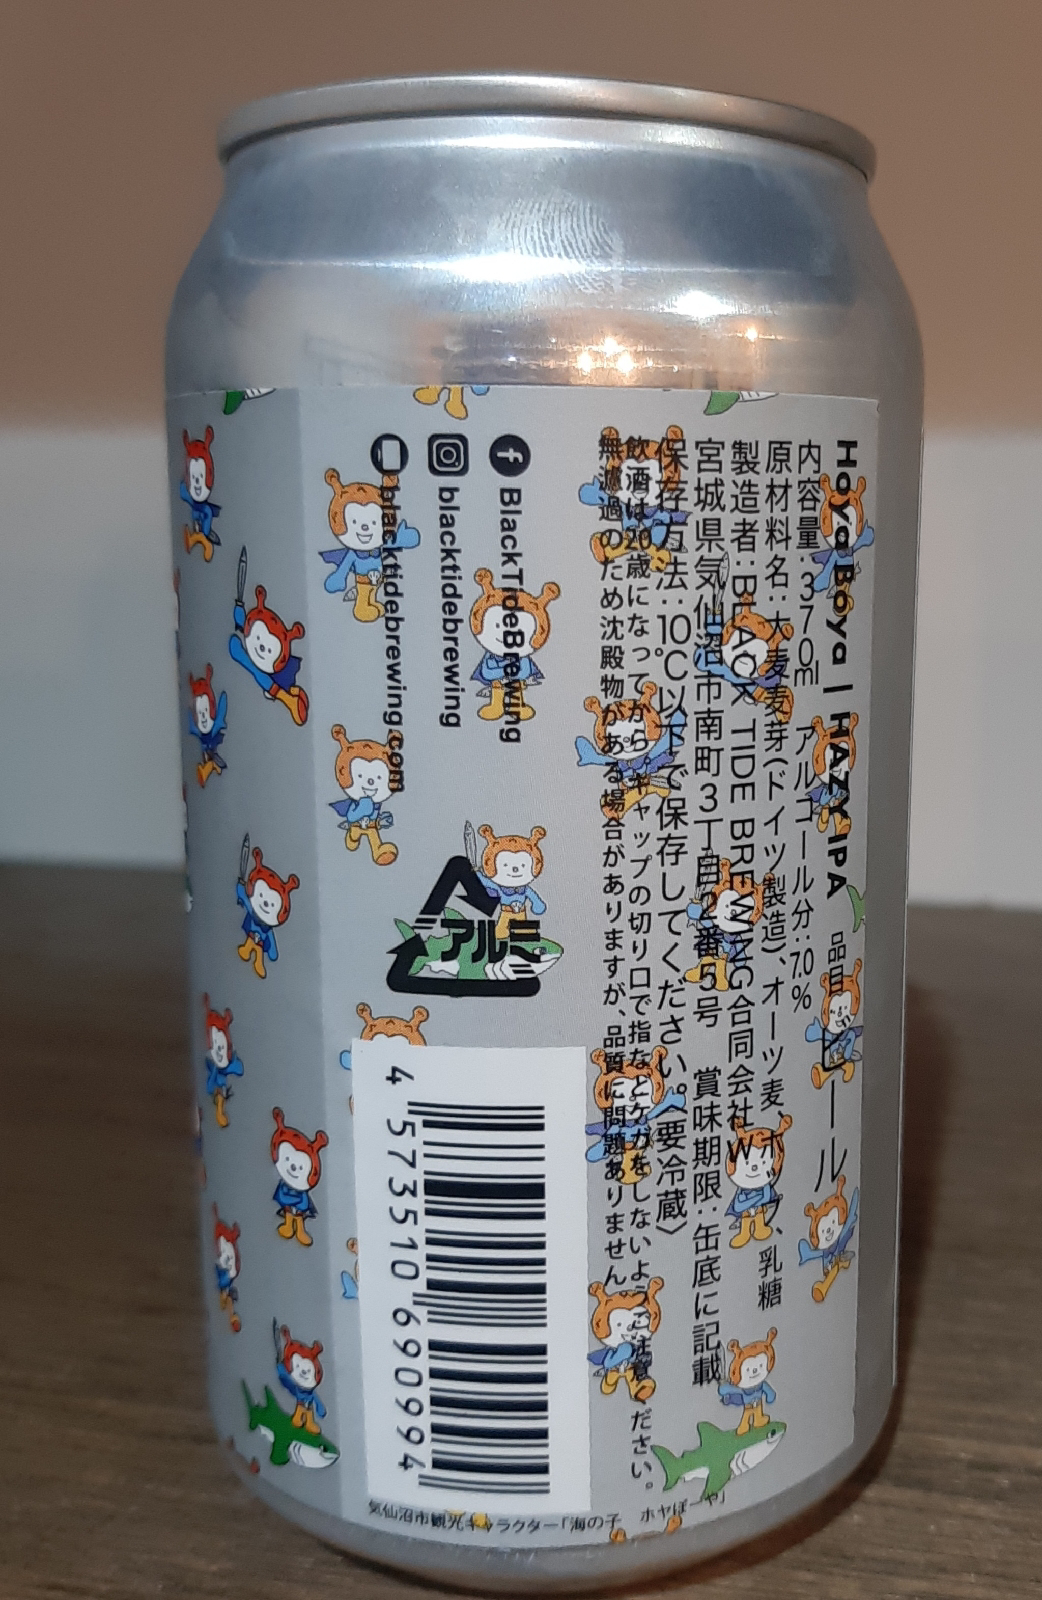 Hoya Boya | HAZY IPA 品目:ビール
内容量:370ml アルコール分:7.0%
原材料名:大麦麦芽(ドイツ製造)、オーツ麦、ホップ、乳糖
製造者:BLACK TIDE BREWING合同会社W
宮城県気仙沼市南町3丁目2番5号 賞味期限:缶底に記載
保存方法:10°C以下で保存してください。〈要冷蔵〉
飲酒は20歳になってから。キャップの切り口で指などケガをしないようご注意ください。
無濾過のため沈殿物がある場合がありますが、品質に問題ありません
BlackTideBrewing
blacktidebrewing
blacktidebrewing.com
アルミ
4 573510 690994
気仙沼市観光キャラクター「海の子 ホヤぼーや」